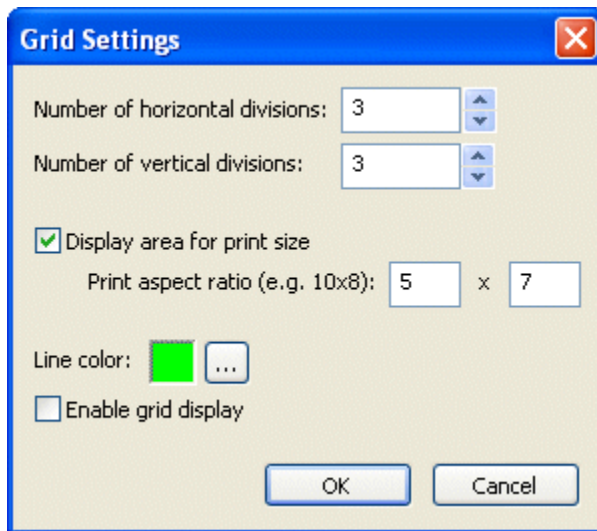 Grid Settings
Number of horizontal divisions: 3
Number of vertical divisions: 3
Display area for print size
Print aspect ratio (e.g. 10x8): 5 x 7
Line color: ...
Enable grid display
OK Cancel